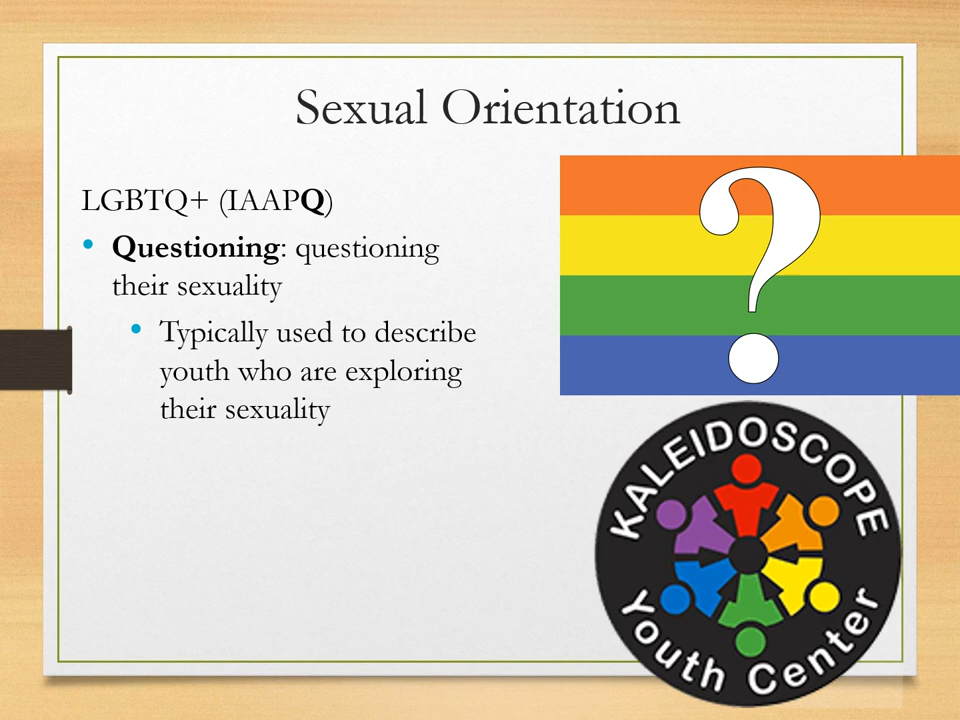 Sexual Orientation
LGBTQ+ (IAAPQ)
• Questioning: questioning
their sexuality
• Typically used to describe
youth who are exploring
their sexuality
?
KALEIDOSCOPE
Youth Center